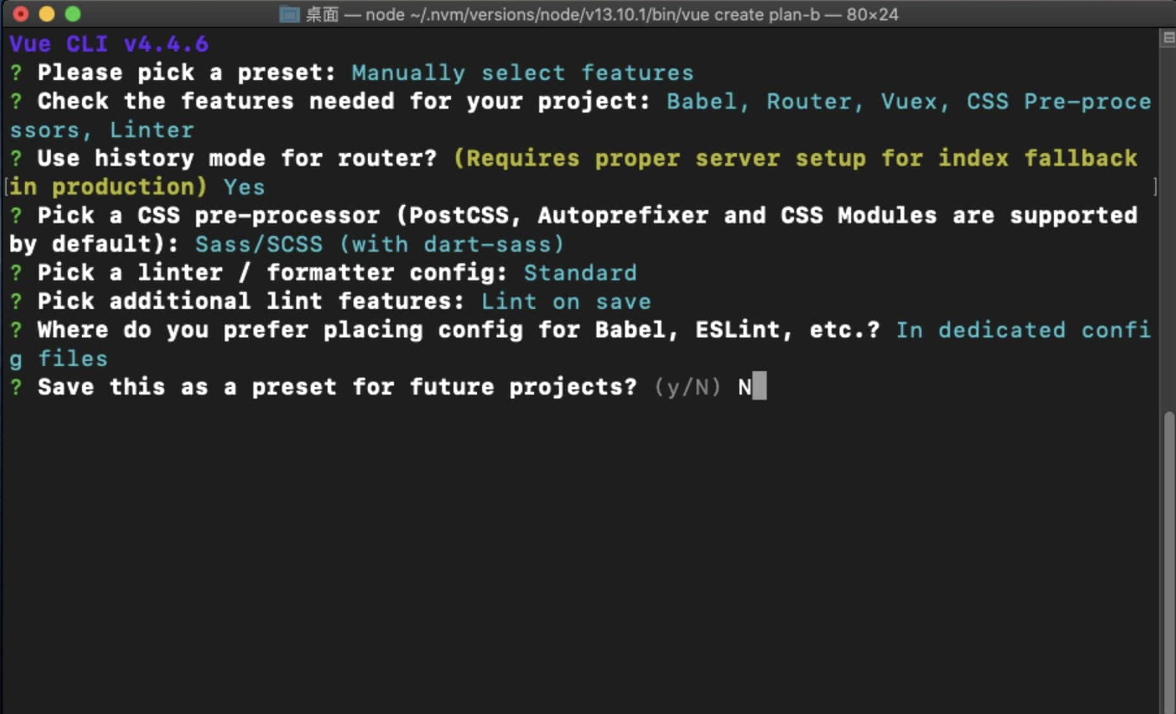 桌面 — node ~/.nvm/versions/node/v13.10.1/bin/vue create plan-b — 80×24
Vue CLI v4.4.6
? Please pick a preset: Manually select features
? Check the features needed for your project: Babel, Router, Vuex, CSS Pre-proce
ssors, Linter
? Use history mode for router? (Requires proper server setup for index fallback
[in production) Yes ]
? Pick a CSS pre-processor (PostCSS, Autoprefixer and CSS Modules are supported
by default): Sass/SCSS (with dart-sass)
? Pick a linter / formatter config: Standard
? Pick additional lint features: Lint on save
? Where do you prefer placing config for Babel, ESLint, etc.? In dedicated confi
g files
? Save this as a preset for future projects? (y/N) N